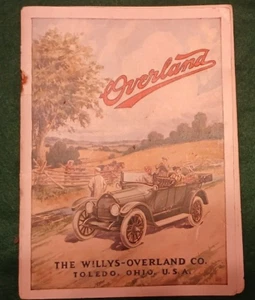 Overland
THE WILLYS-OVERLAND CO.
TOLEDO, OHIO, U.S.A.